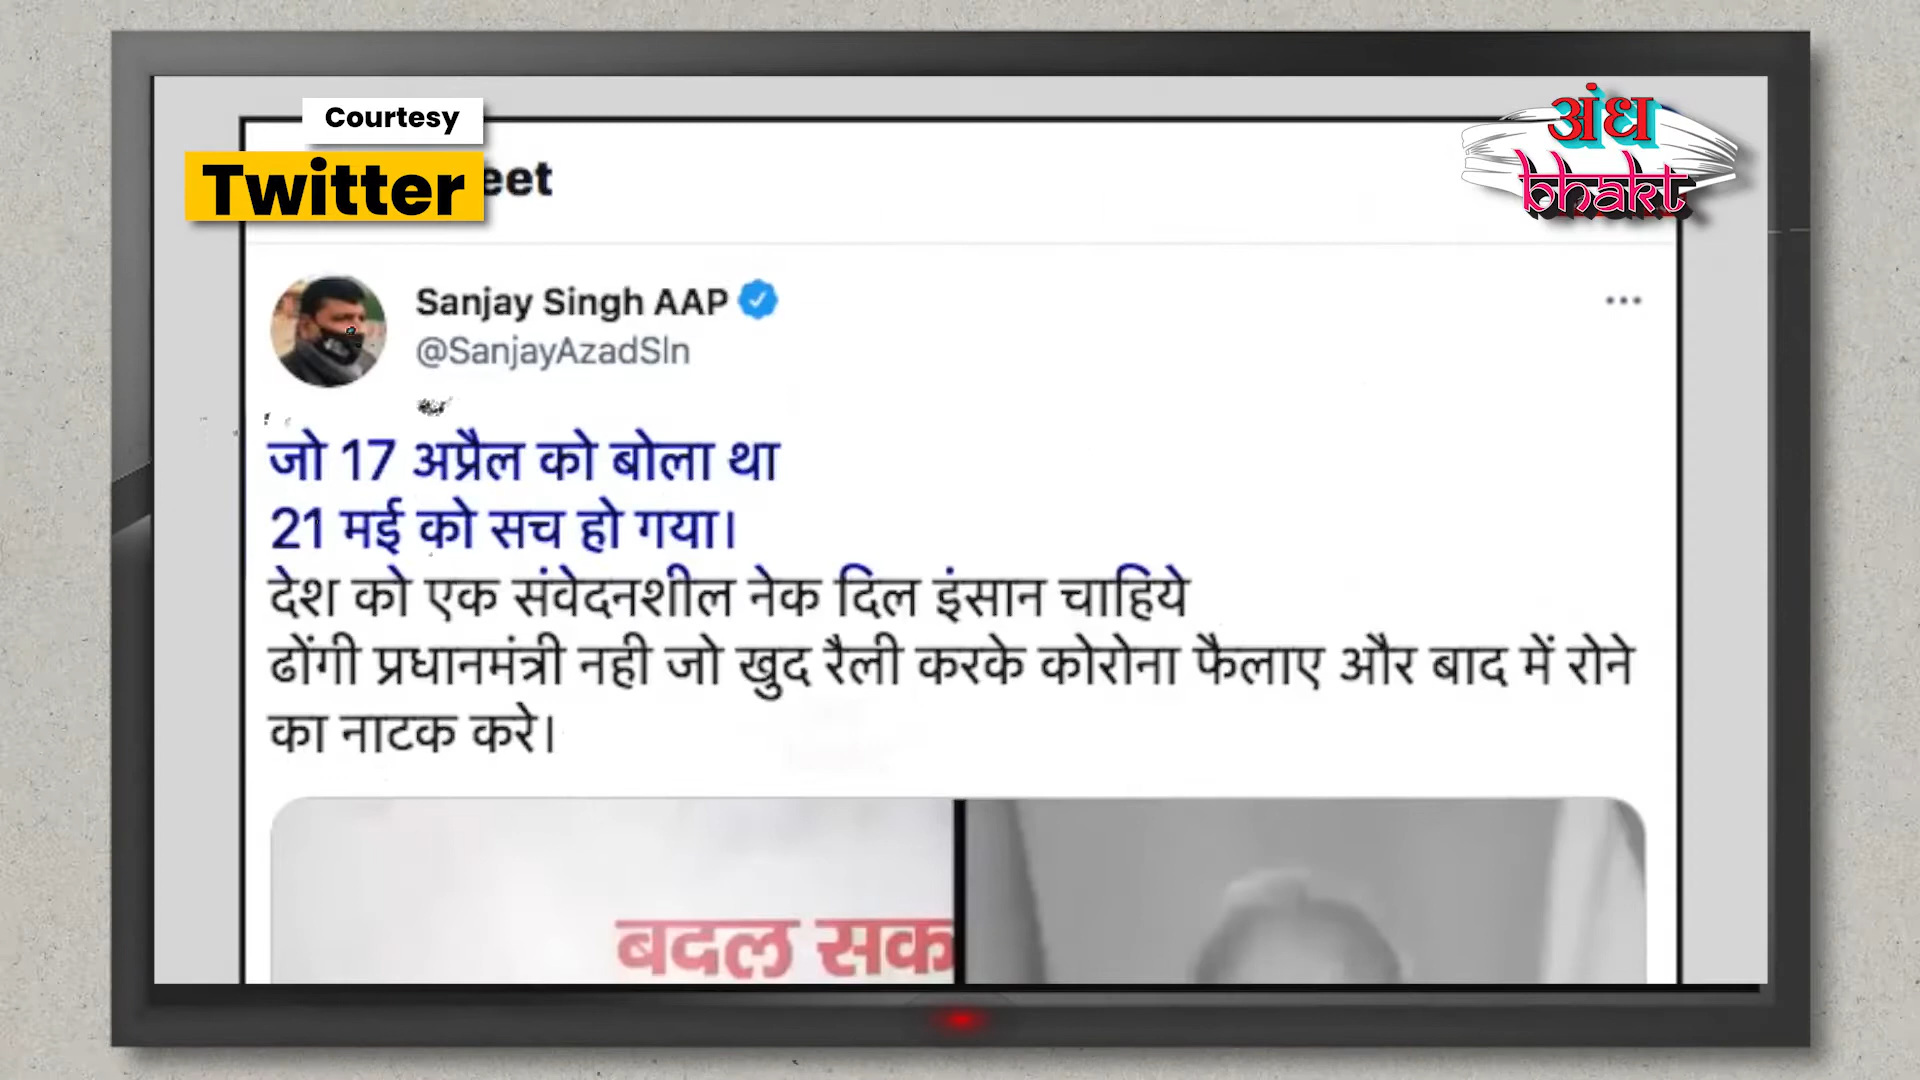 Courtesy
Twitter
eet
अंध
bhakt
Sanjay Singh AAP
@SanjayAzadSln
जो 17 अप्रैल को बोला था
21 मई को सच हो गया।
देश को एक संवेदनशील नेक दिल इंसान चाहिये
ढोंगी प्रधानमंत्री नही जो खुद रैली करके कोरोना फैलाए और बाद में रोने
का नाटक करे।
बदल सक